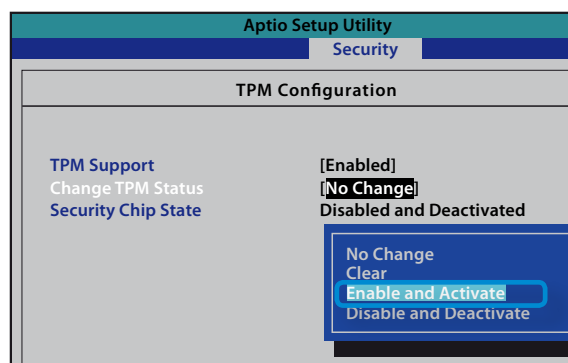 Aptio Setup Utility
Security
TPM Configuration
TPM Support [Enabled]
Change TPM Status [No Change]
Security Chip State Disabled and Deactivated
No Change
Clear
Enable and Activate
Disable and Deactivate